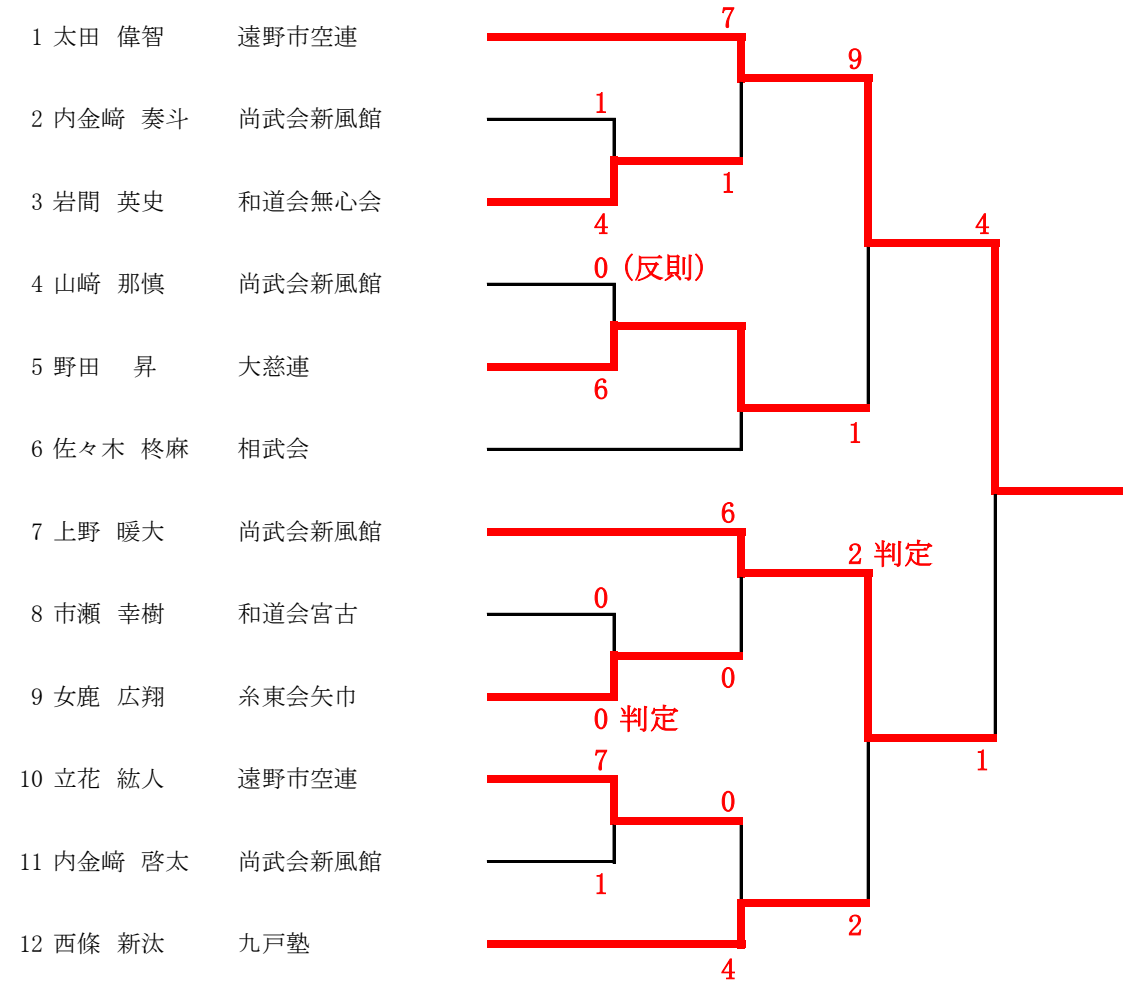 7
1 太田 偉智 遠野市空連
9
1
2 内金﨑 奏斗 尚武会新風館
1
3 岩間 英史 和道会無心会
4
4
0 (反則)
4 山﨑 那慎 尚武会新風館
5 野田 昇 大慈連
6
1
6 佐々木 柊麻 相武会
6
7 上野 暖大 尚武会新風館
2 判定
0
8 市瀬 幸樹 和道会宮古
0
9 女鹿 広翔 糸東会矢巾
0 判定
7
1
10 立花 紘人 遠野市空連
0
11 内金﨑 啓太 尚武会新風館
1
2
12 西條 新汰 九戸塾
4